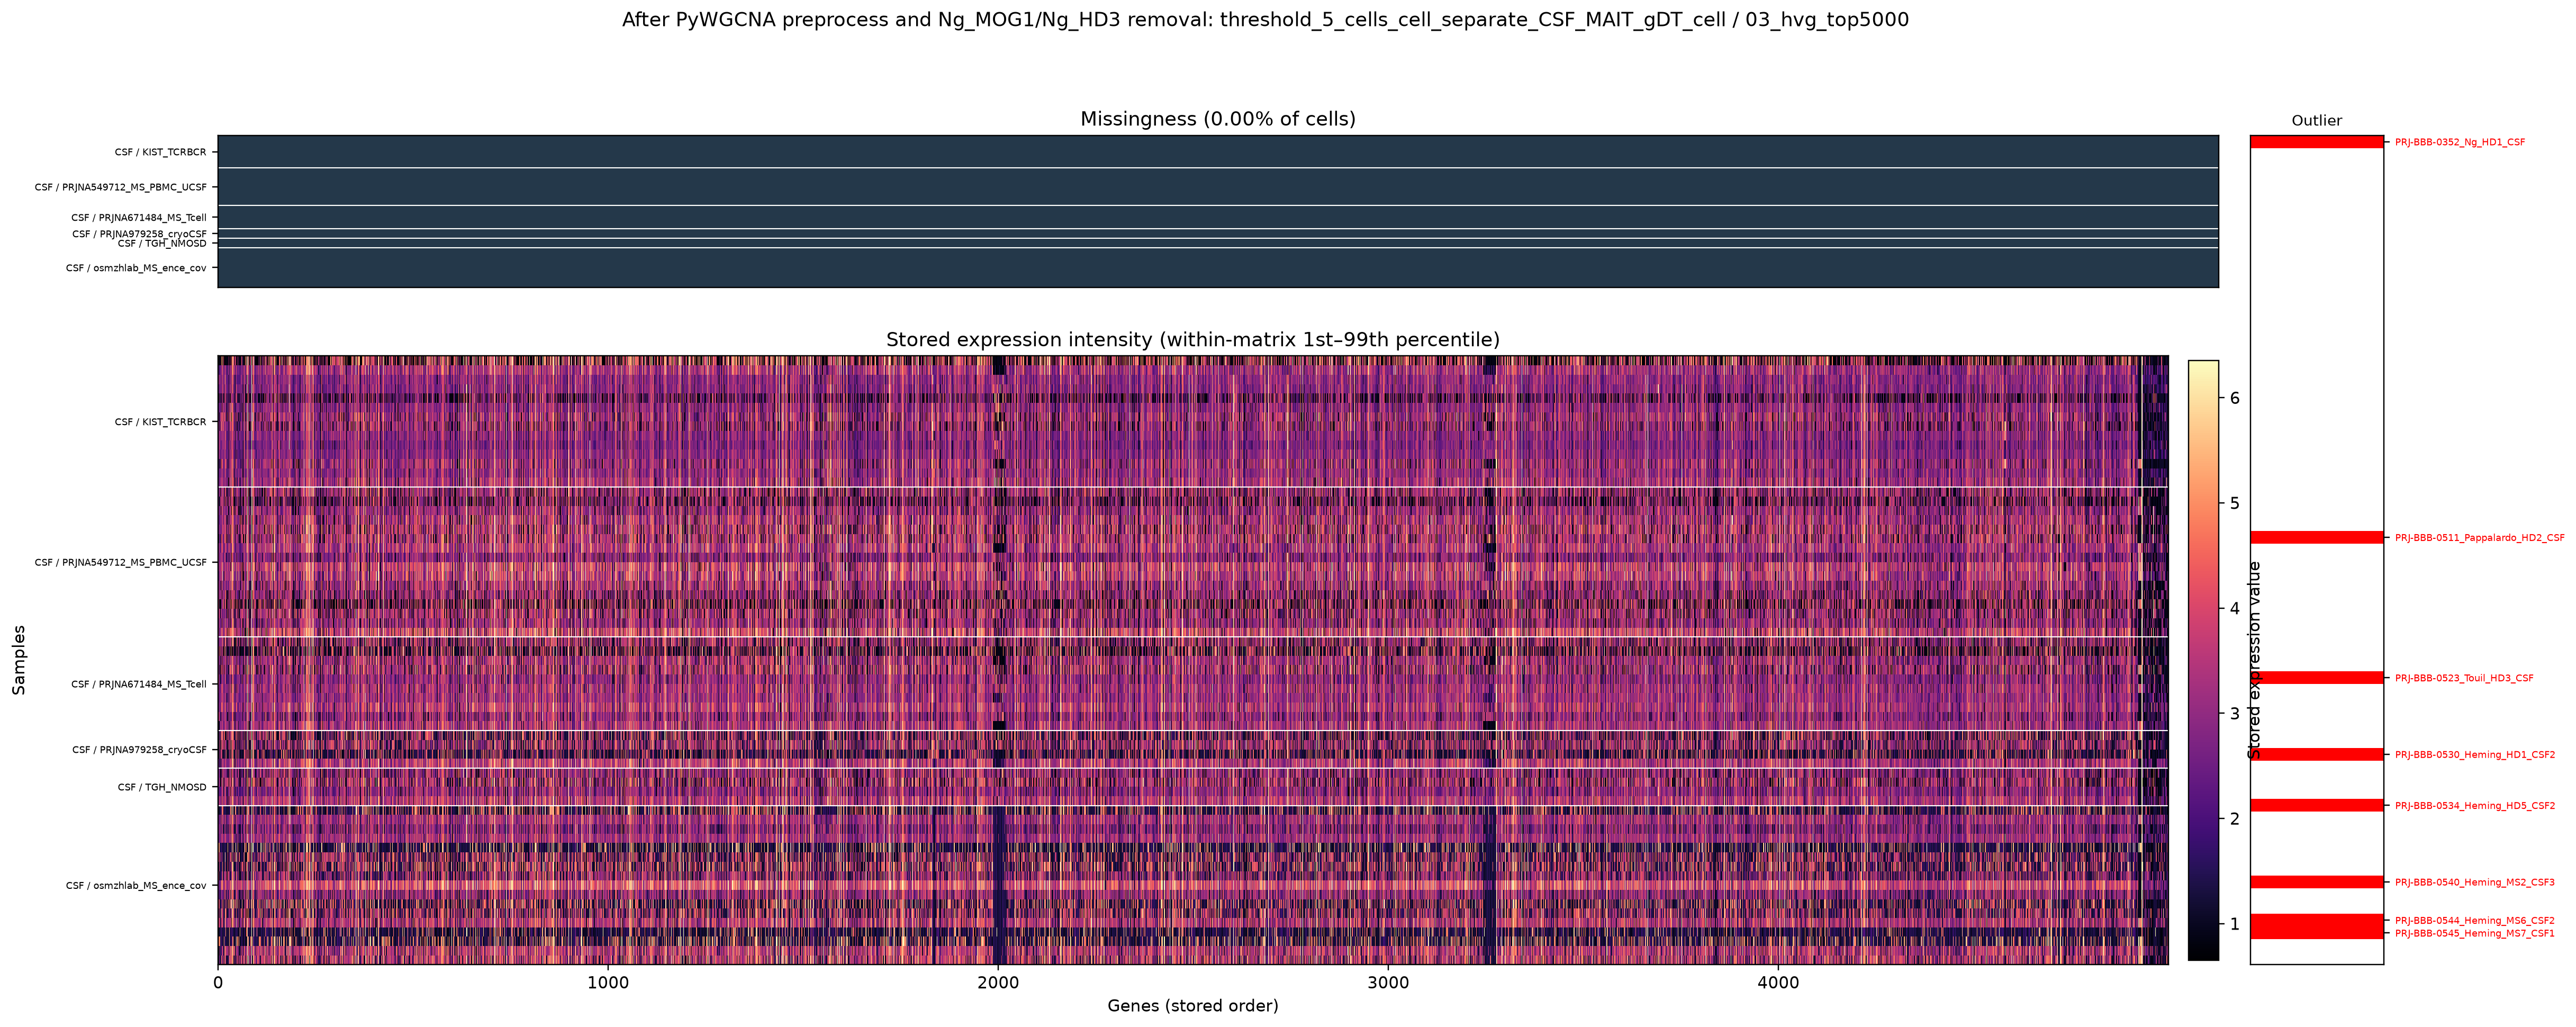 After PyWGCNA preprocess and Ng_MOG1/Ng_HD3 removal: threshold_5_cells_cell_separate_CSF_MAIT_gDT_cell / 03_hvg_top5000
Missingness (0.00% of cells)
CSF / KIST_TCRBCR
CSF / PRJNA549712_MS_PBMC_UCSF
CSF / PRJNA671484_MS_Tcell
CSF / PRJNA979258_cryoCSF
CSF / TGH_NMOSD
CSF / osmzhlab_MS_ence_cov
Outlier
PRJ-BBB-0352_Ng_HD1_CSF
PRJ-BBB-0511_Pappalardo_HD2_CSF
PRJ-BBB-0523_Touil_HD3_CSF
PRJ-BBB-0530_Heming_HD1_CSF2
PRJ-BBB-0534_Heming_HD5_CSF2
PRJ-BBB-0540_Heming_MS2_CSF3
PRJ-BBB-0544_Heming_MS6_CSF2
PRJ-BBB-0545_Heming_MS7_CSF1
Stored expression intensity (within-matrix 1st–99th percentile)
Samples
CSF / KIST_TCRBCR
CSF / PRJNA549712_MS_PBMC_UCSF
CSF / PRJNA671484_MS_Tcell
CSF / PRJNA979258_cryoCSF
CSF / TGH_NMOSD
CSF / osmzhlab_MS_ence_cov
0 1000 2000 3000 4000
Genes (stored order)
6
5
4
3
2
1
Stored expression value